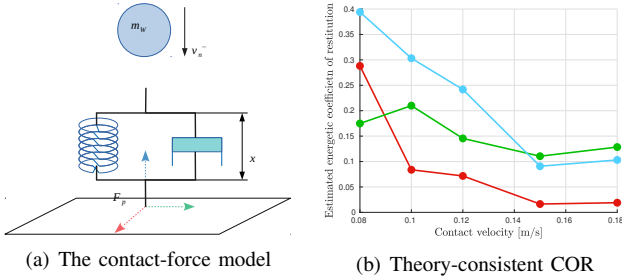 m_W
v_n^-
x
F_p
(a) The contact-force model
Estimated energetic coefficietn of restitution
0.4
0.35
0.3
0.25
0.2
0.15
0.1
0.05
0
0.08
0.1
0.12
0.14
0.16
0.18
Contact velocity [m/s]
(b) Theory-consistent COR